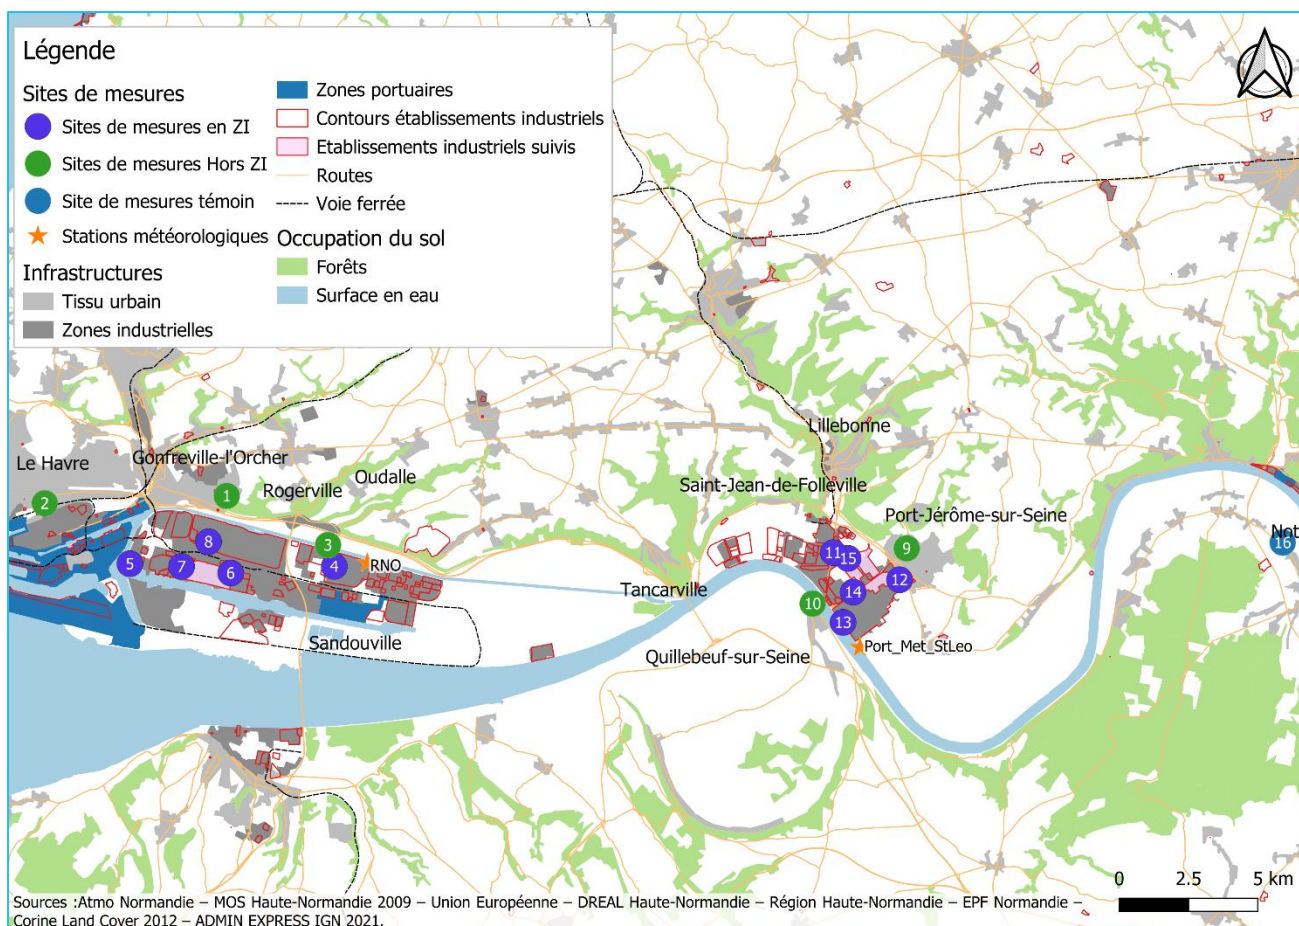 Légende
Sites de mesures
Sites de mesures en ZI
Sites de mesures Hors ZI
Site de mesures témoin
Stations météorologiques
Infrastructures
Tissu urbain
Zones industrielles
Zones portuaires
Contours établissements industriels
Etablissements industriels suivis
Routes
Voie ferrée
Occupation du sol
Forêts
Surface en eau
Lillebonne
Le Havre
Gonfreville-l'Orcher
Oudalle
Rogerville
Saint-Jean-de-Folleville
Port-Jérôme-sur-Seine
2
1
3
8
5
7
6
4
RNO
11
15
9
12
14
10
13
16
Not
Tancarville
Sandouville
Quillebeuf-sur-Seine
Port_Met_StLeo
0 2.5 5 km
Sources :Atmo Normandie – MOS Haute-Normandie 2009 – Union Européenne – DREAL Haute-Normandie – Région Haute-Normandie – EPF Normandie –
Corine Land Cover 2012 – ADMIN EXPRESS IGN 2021.